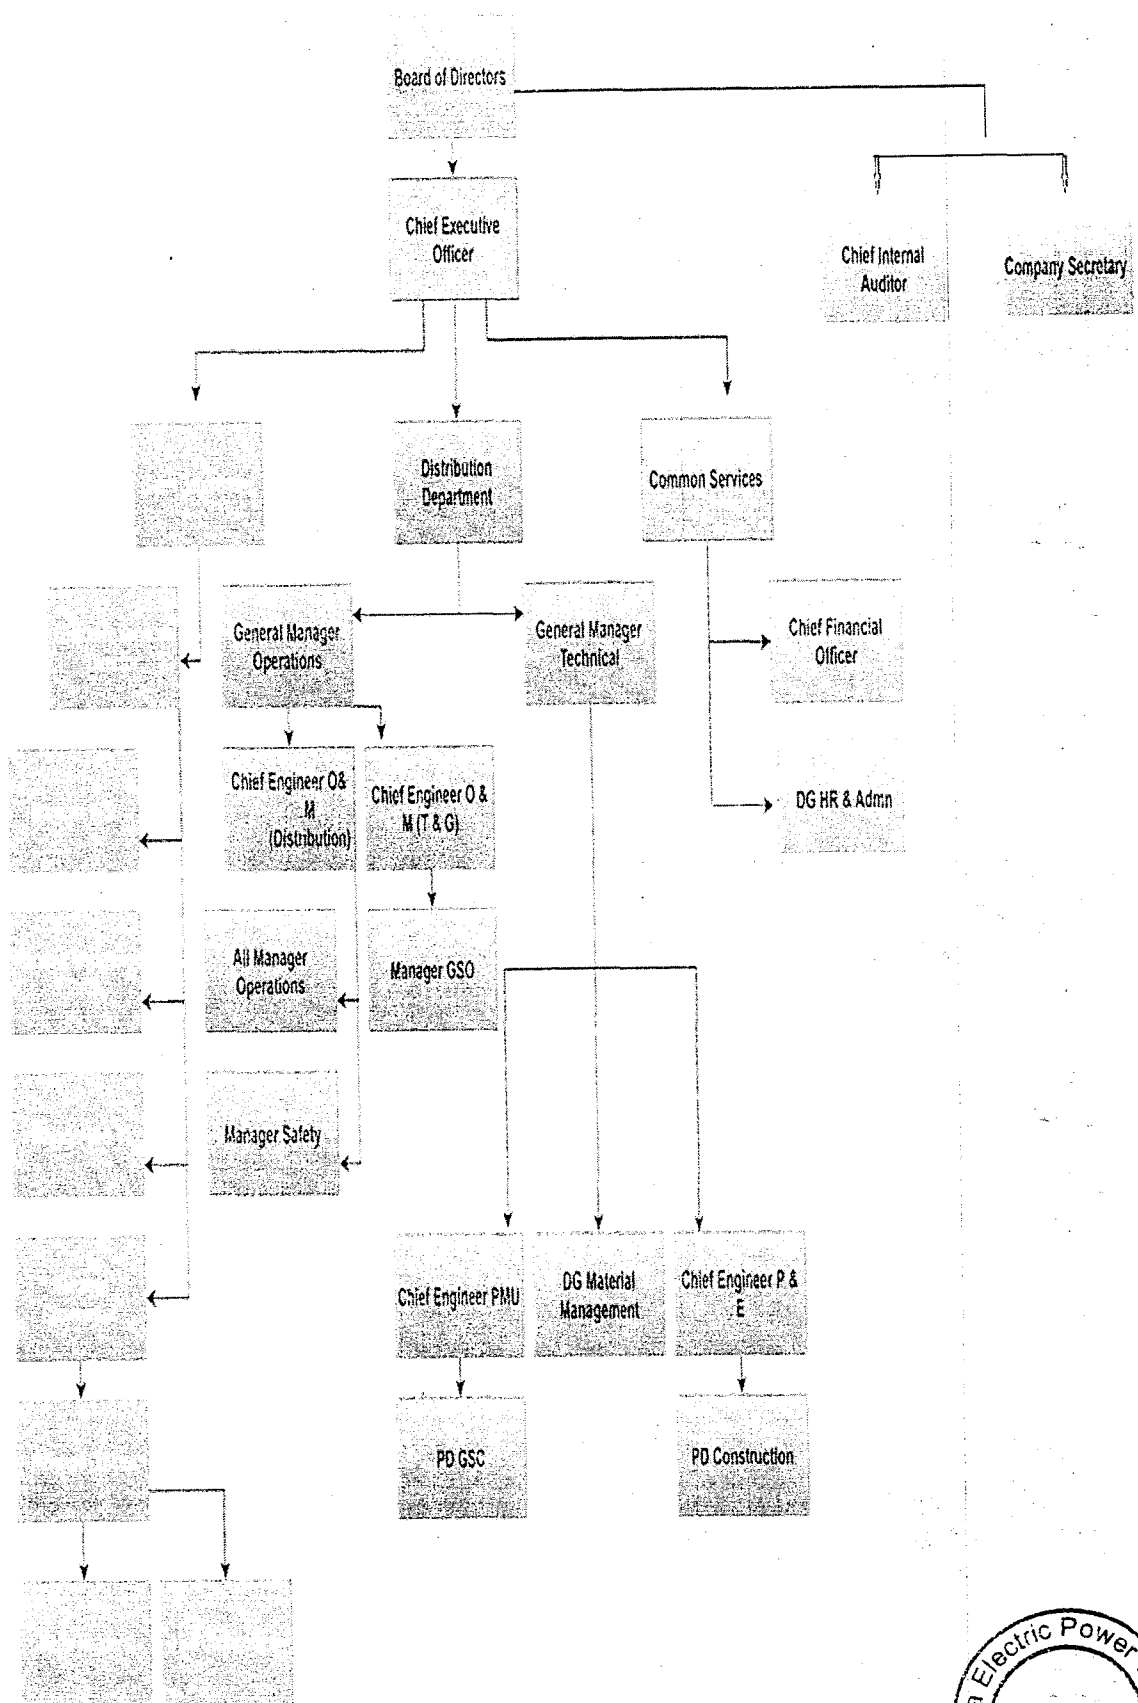 Board of Directors
Chief Executive
Officer
Chief Internal
Auditor
Company Secretary
Distribution
Department
Common Services
General Manager
Operations
General Manager
Technical
Chief Financial
Officer
Chief Engineer O&
M
(Distribution)
Chief Engineer O &
M (T & G)
DG HR & Admn
All Manager
Operations
Manager GSO
Manager Safety
Chief Engineer PMU
DG Material
Management
Chief Engineer P &
E
PD GSC
PD Construction
Electric Power